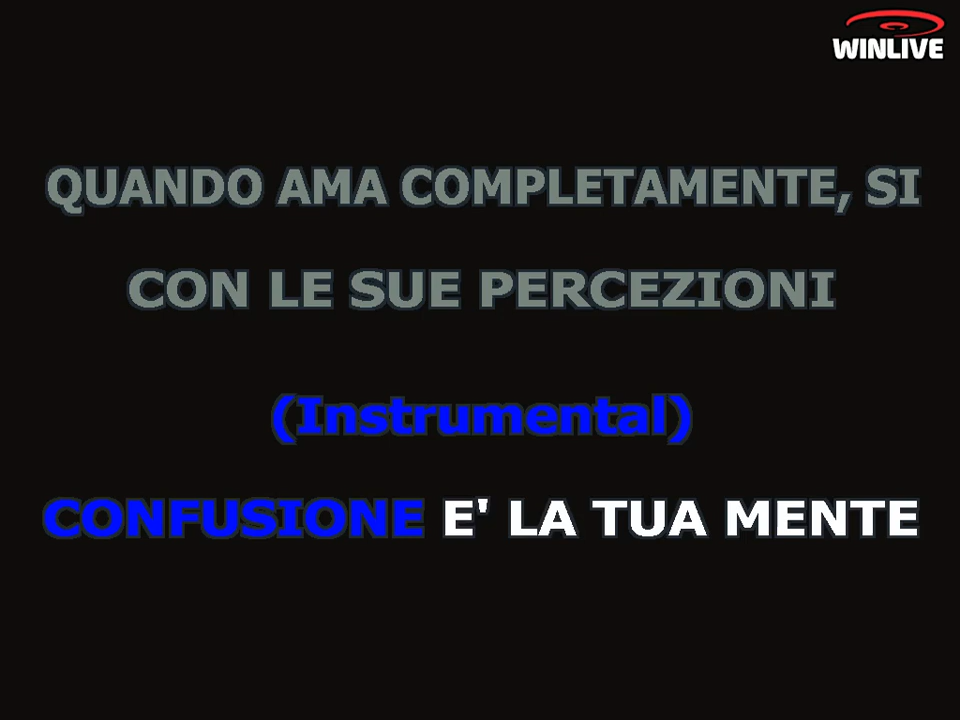 WINLIVE
QUANDO AMA COMPLETAMENTE, SI
CON LE SUE PERCEZIONI
(Instrumental)
CONFUSIONE E' LA TUA MENTE